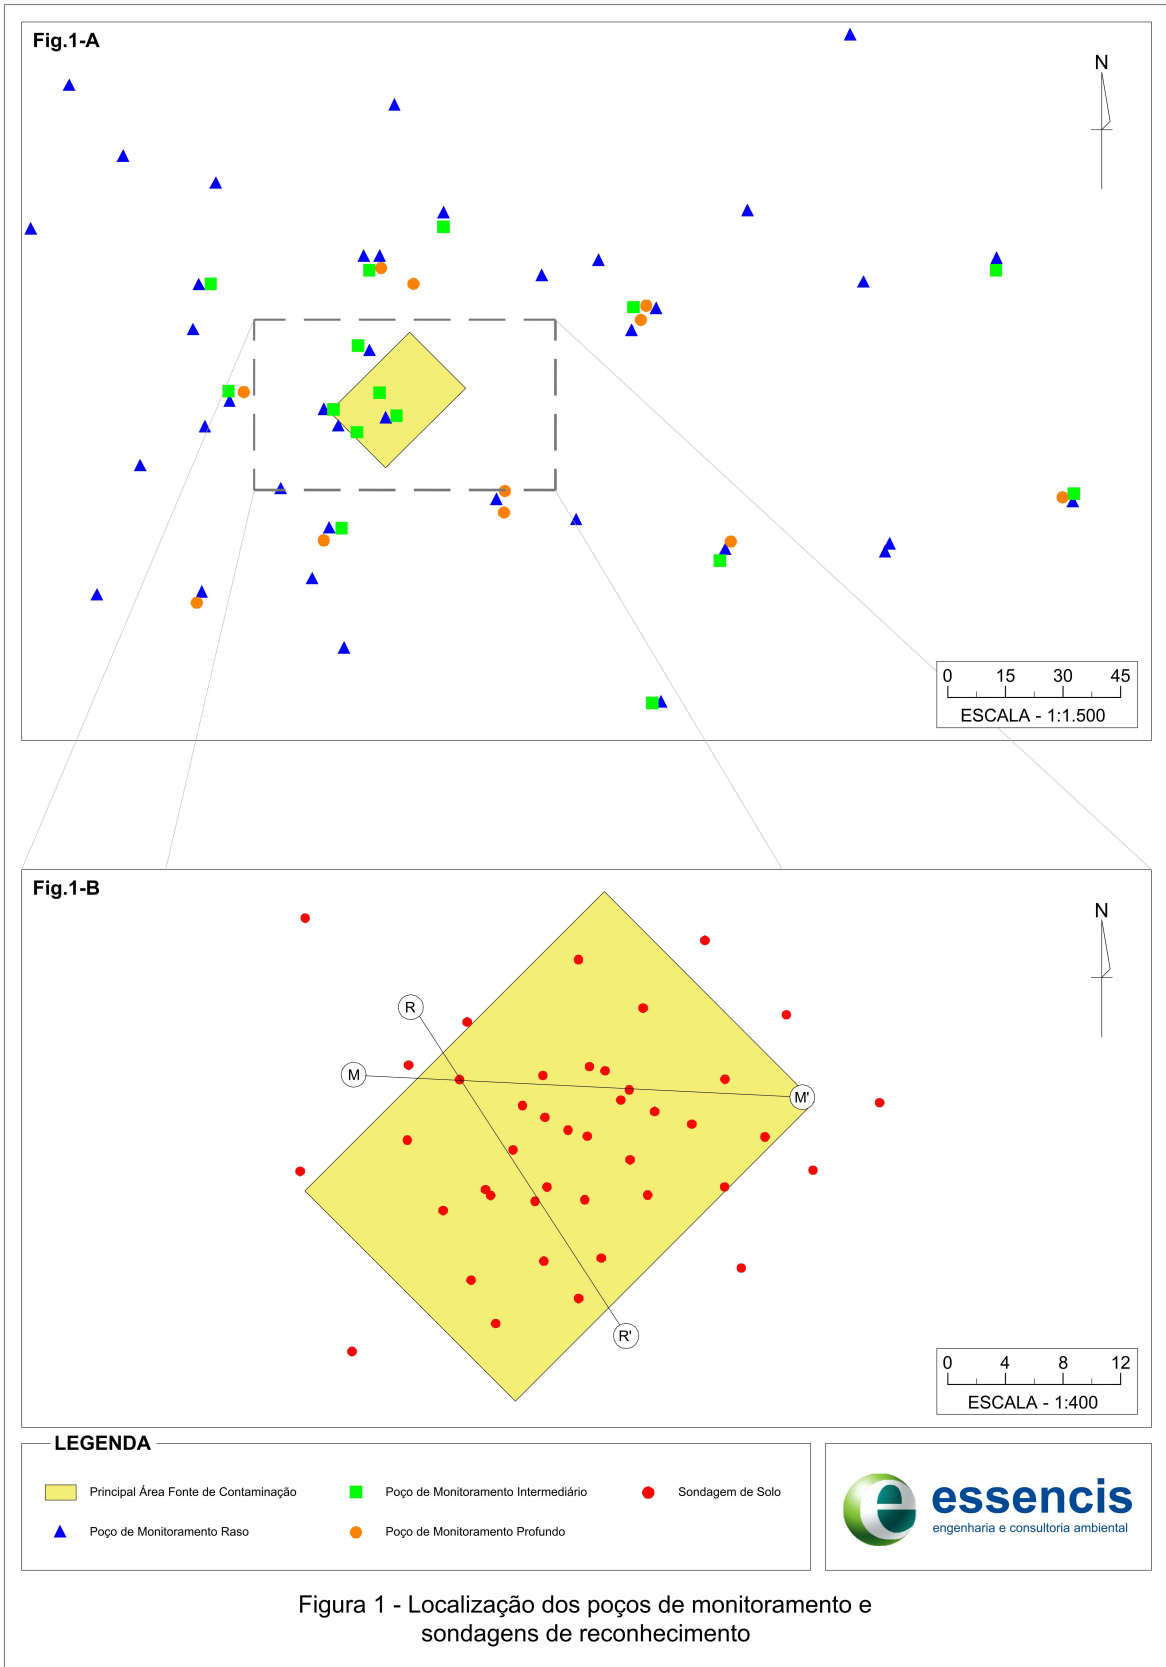 Fig.1-A
N
0 15 30 45
ESCALA - 1:1.500
Fig.1-B
N
R
M
M'
R'
0 4 8 12
ESCALA - 1:400
LEGENDA
Principal Área Fonte de Contaminação
Poço de Monitoramento Intermediário
Sondagem de Solo
Poço de Monitoramento Raso
Poço de Monitoramento Profundo
e essencis
engenharia e consultoria ambiental
Figura 1 - Localização dos poços de monitoramento e
sondagens de reconhecimento